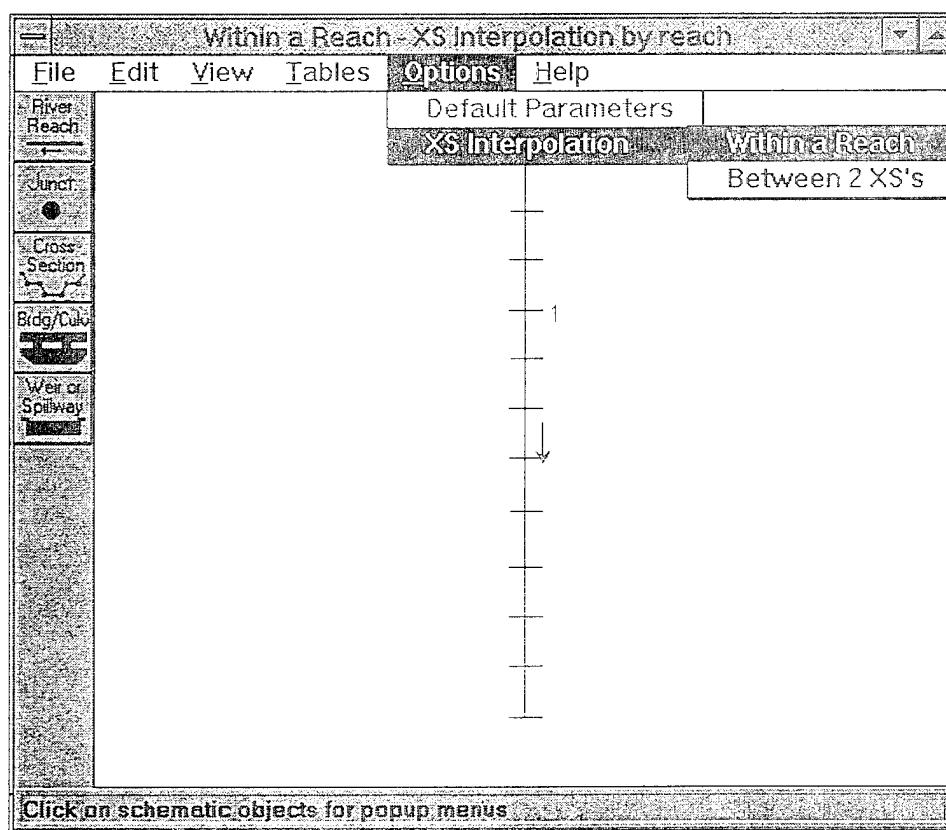 Within a Reach - XS Interpolation by reach
File Edit View Tables Options Help
Default Parameters
XS Interpolation Within a Reach
Between 2 XS's
River
Reach
Junct.
Cross
Section
Brdg/Culv
Weir or
Spillway
1
Click on schematic objects for popup menus